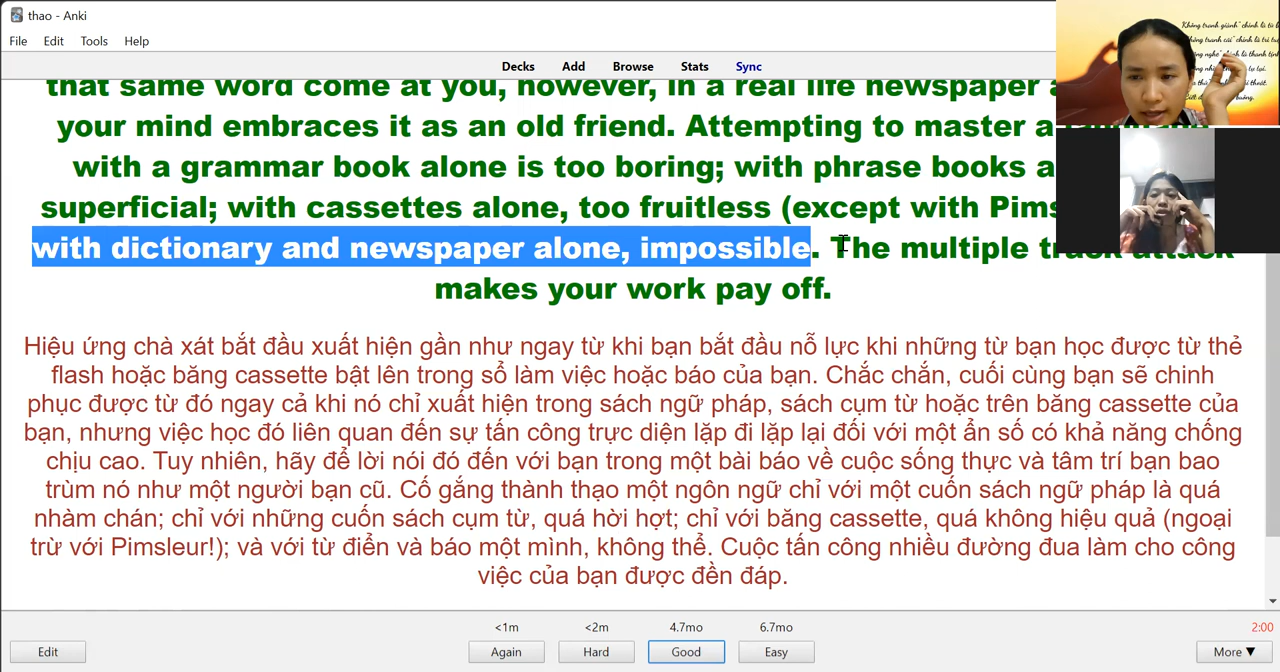 thao - Anki
File Edit Tools Help
Decks Add Browse Stats Sync
"Không tranh giành" chính là từ
"Không tranh cãi" chính là trí
that same word come at you, however, in a real life newspaper
your mind embraces it as an old friend. Attempting to master a
with a grammar book alone is too boring; with phrase books
superficial; with cassettes alone, too fruitless (except with
with dictionary and newspaper alone, impossible. The multiple track attack
makes your work pay off.
Hiệu ứng chà xát bắt đầu xuất hiện gần như ngay từ khi bạn bắt đầu nỗ lực khi những từ bạn học được từ thẻ
flash hoặc băng cassette bật lên trong sổ làm việc hoặc báo của bạn. Chắc chắn, cuối cùng bạn sẽ chinh
phục được từ đó ngay cả khi nó chỉ xuất hiện trong sách ngữ pháp, sách cụm từ hoặc trên băng cassette của
bạn, nhưng việc học đó liên quan đến sự tấn công trực diện lặp đi lặp lại đối với một ẩn số có khả năng chống
chịu cao. Tuy nhiên, hãy để lời nói đó đến với bạn trong một bài báo về cuộc sống thực và tâm trí bạn bao
trùm nó như một người bạn cũ. Cố gắng thành thạo một ngôn ngữ chỉ với một cuốn sách ngữ pháp là quá
nhàm chán; chỉ với những cuốn sách cụm từ, quá hời hợt; chỉ với băng cassette, quá không hiệu quả (ngoại
trừ với Pimsleur!); và với từ điển và báo một mình, không thể. Cuộc tấn công nhiều đường đua làm cho công
việc của bạn được đền đáp.
<1m <2m 4.7mo 6.7mo 2:00
Edit Again Hard Good Easy More ▼